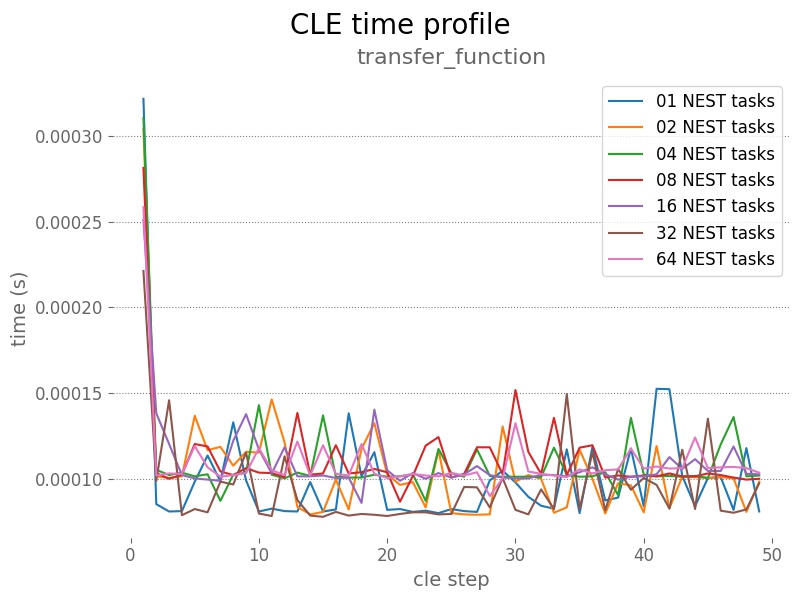 CLE time profile
transfer_function
01 NEST tasks
02 NEST tasks
04 NEST tasks
08 NEST tasks
16 NEST tasks
32 NEST tasks
64 NEST tasks
0.00030
0.00025
0.00020
0.00015
0.00010
time (s)
0 10 20 30 40 50
cle step